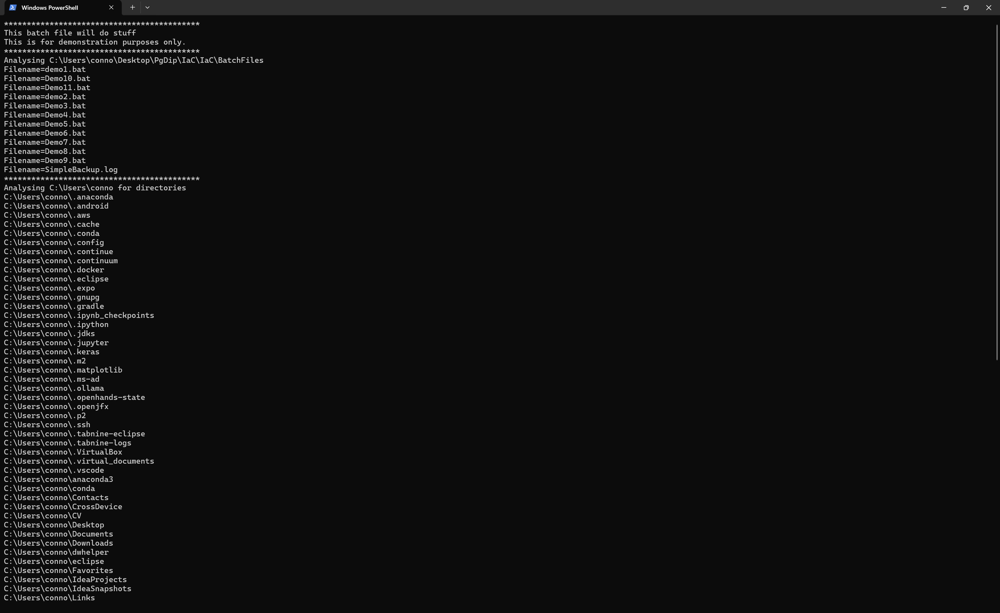 Windows PowerShell
*******************************************
This batch file will do stuff
This is for demonstration purposes only.
*******************************************
Analysing C:\Users\conno\Desktop\PgDip\IaC\IaC\BatchFiles
Filename=demo1.bat
Filename=Demo10.bat
Filename=Demo11.bat
Filename=demo2.bat
Filename=Demo3.bat
Filename=Demo4.bat
Filename=Demo5.bat
Filename=Demo6.bat
Filename=Demo7.bat
Filename=Demo8.bat
Filename=Demo9.bat
Filename=SimpleBackup.log
*******************************************
Analysing C:\Users\conno for directories
C:\Users\conno\.anaconda
C:\Users\conno\.android
C:\Users\conno\.aws
C:\Users\conno\.cache
C:\Users\conno\.conda
C:\Users\conno\.config
C:\Users\conno\.continue
C:\Users\conno\.continuum
C:\Users\conno\.docker
C:\Users\conno\.eclipse
C:\Users\conno\.expo
C:\Users\conno\.gnupg
C:\Users\conno\.gradle
C:\Users\conno\.ipynb_checkpoints
C:\Users\conno\.ipython
C:\Users\conno\.jdks
C:\Users\conno\.jupyter
C:\Users\conno\.keras
C:\Users\conno\.m2
C:\Users\conno\.matplotlib
C:\Users\conno\.ms-ad
C:\Users\conno\.ollama
C:\Users\conno\.openhands-state
C:\Users\conno\.openjfx
C:\Users\conno\.p2
C:\Users\conno\.ssh
C:\Users\conno\.tabnine-eclipse
C:\Users\conno\.tabnine-logs
C:\Users\conno\.VirtualBox
C:\Users\conno\.virtual_documents
C:\Users\conno\.vscode
C:\Users\conno\anaconda3
C:\Users\conno\conda
C:\Users\conno\Contacts
C:\Users\conno\CrossDevice
C:\Users\conno\CV
C:\Users\conno\Desktop
C:\Users\conno\Documents
C:\Users\conno\Downloads
C:\Users\conno\dwhelper
C:\Users\conno\eclipse
C:\Users\conno\Favorites
C:\Users\conno\IdeaProjects
C:\Users\conno\IdeaSnapshots
C:\Users\conno\Links